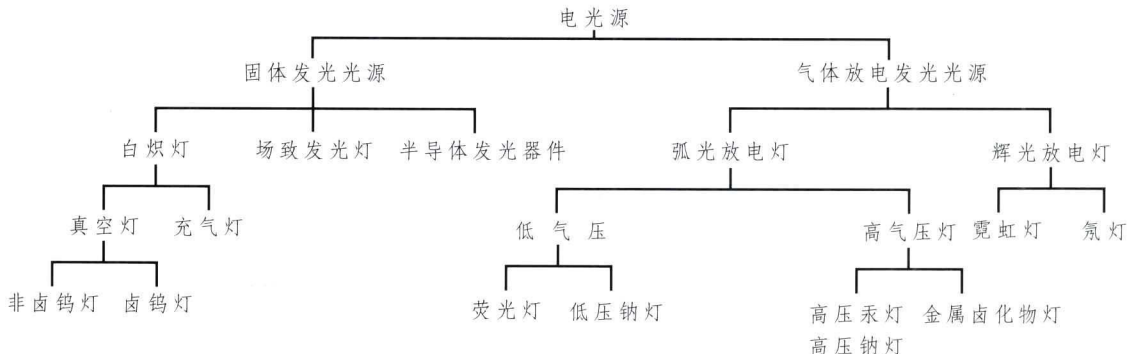 电光源
固体发光光源 气体放电发光光源
白炽灯 场致发光灯 半导体发光器件 弧光放电灯 辉光放电灯
真空灯 充气灯 低气压 高气压灯 霓虹灯 氖灯
非卤钨灯 卤钨灯 荧光灯 低压钠灯 高压汞灯 金属卤化物灯
高压钠灯